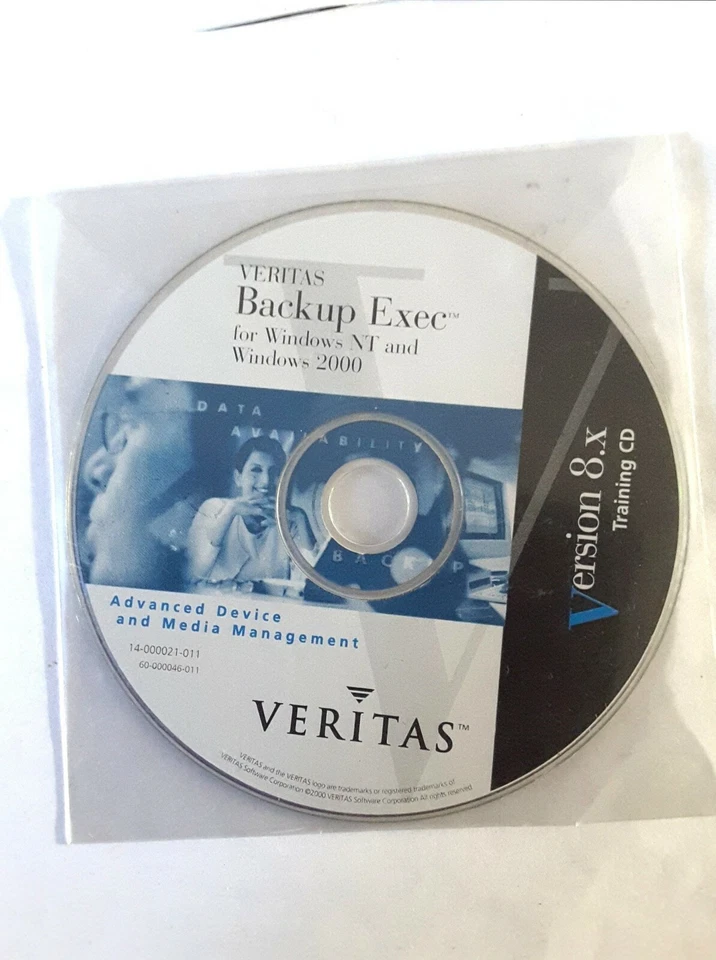 VERITAS
Backup Exec™
for Windows NT and
Windows 2000
DATA
AVAILABILITY
BACKUP
Version 8.x
Training CD
Advanced Device
and Media Management
14-000021-011
60-000046-011
VERITAS™
VERITAS and the VERITAS logo are trademarks or registered trademarks of
VERITAS Software Corporation ©2000 VERITAS Software Corporation All rights reserved